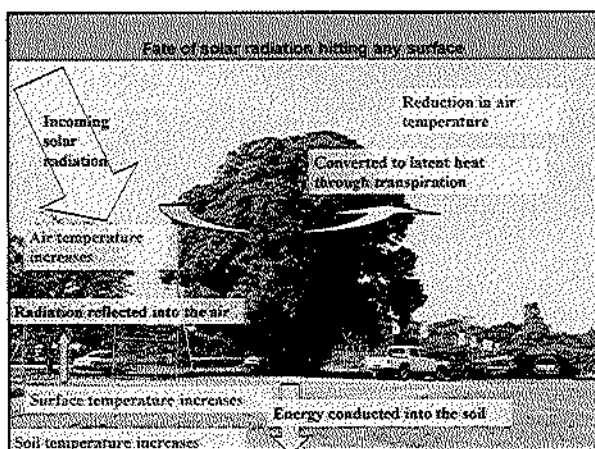 Fate of solar radiation hitting any surface
Incoming
solar
radiation
Reduction in air
temperature
Converted to latent heat
through transpiration
Air temperature
increases
Radiation reflected into the air
Surface temperature increases
Energy conducted into the soil
Soil temperature increases